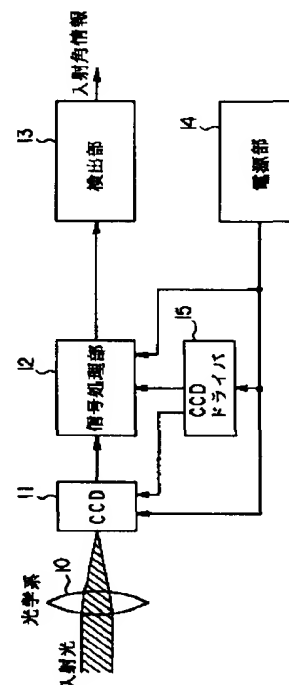 光学系
10
入射光
11
CCD
12
信号処理部
13
検出部
入射角情報
15
CCD
ドライバ
14
電源部